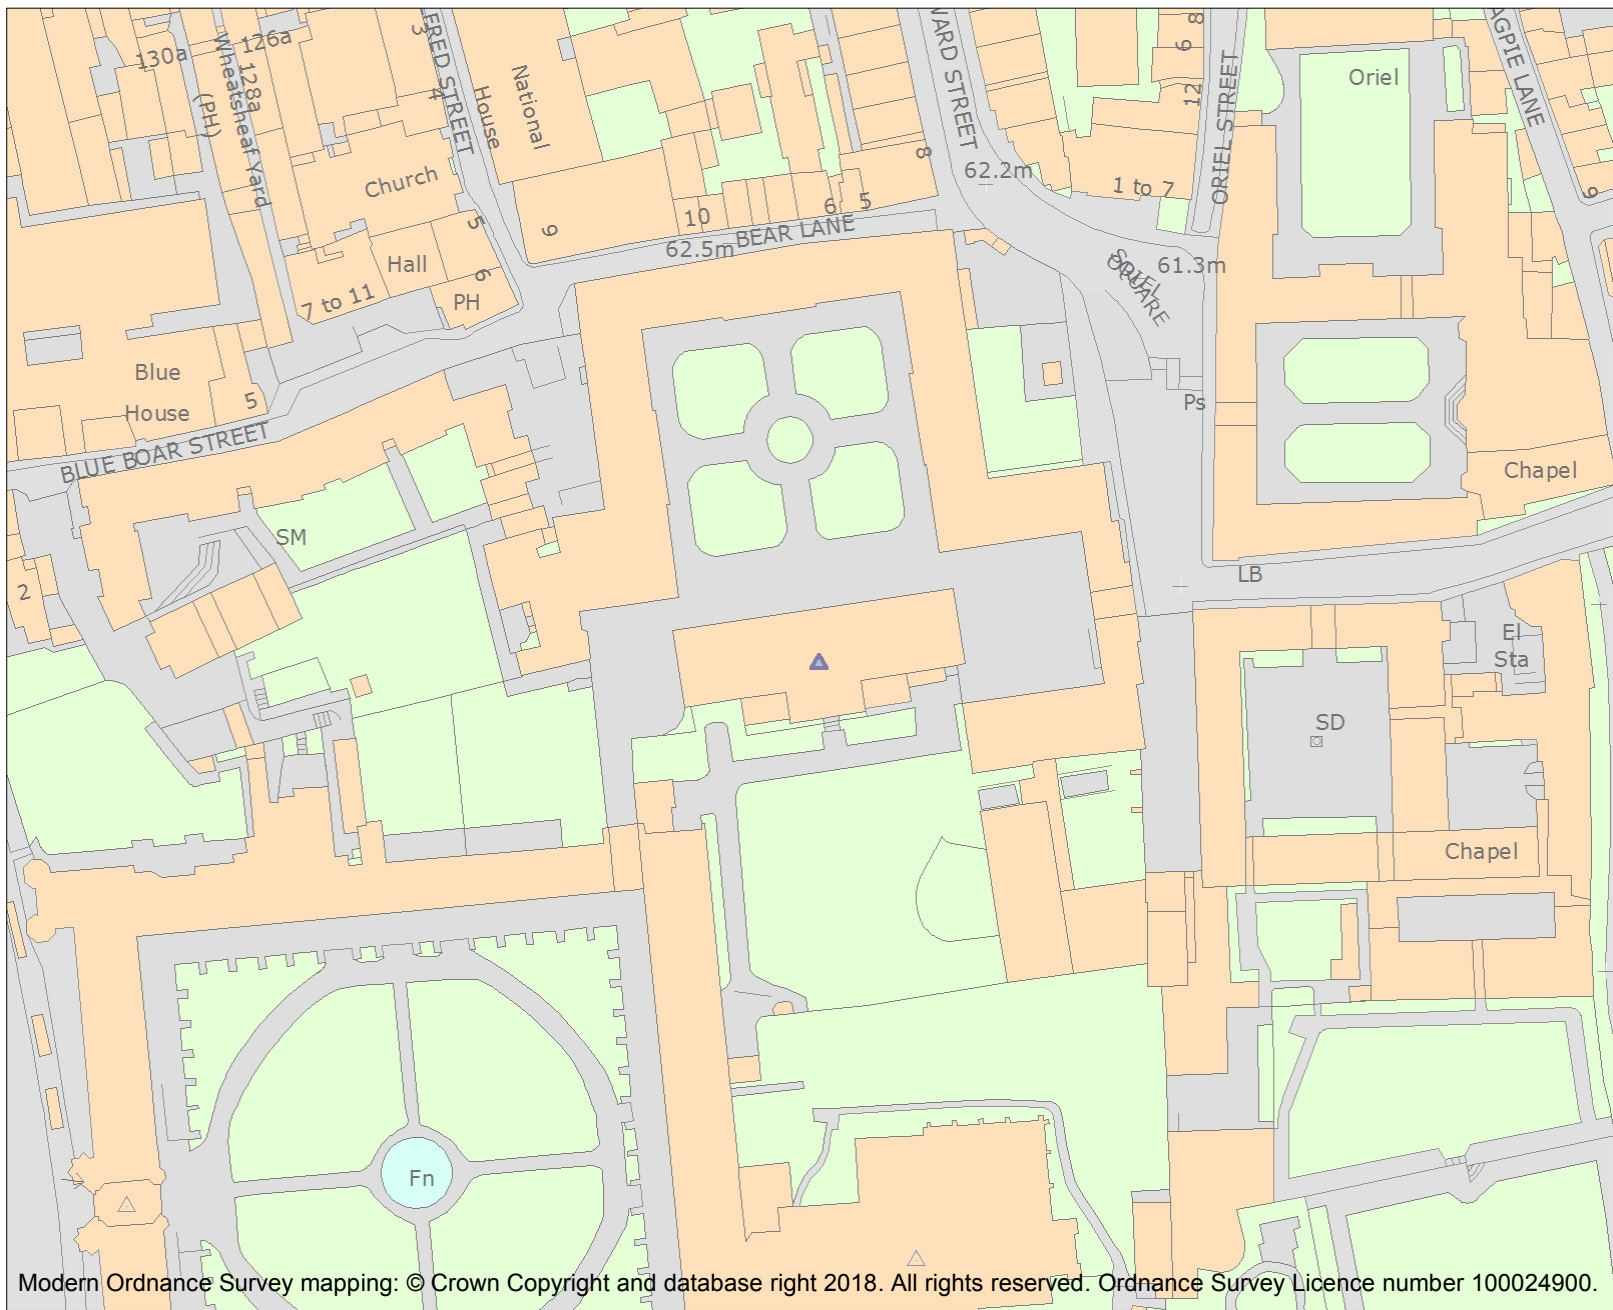 130a
126a
128a
Wheatsheaf Yard
(PH)
3
4
FRED STREET
House
National
WARD STREET
8
8
6
12
ORIEL STREET
Oriel
AGPIE LANE
9
Church
62.2m
1 to 7
5
6
9
10
6
5
62.5m
BEAR LANE
Hall
7 to 11
PH
ORIEL
SQUARE
61.3m
Blue
House
5
Ps
BLUE BOAR STREET
Chapel
SM
LB
2
El
Sta
SD
Chapel
Fn
Modern Ordnance Survey mapping: © Crown Copyright and database right 2018. All rights reserved. Ordnance Survey Licence number 100024900.